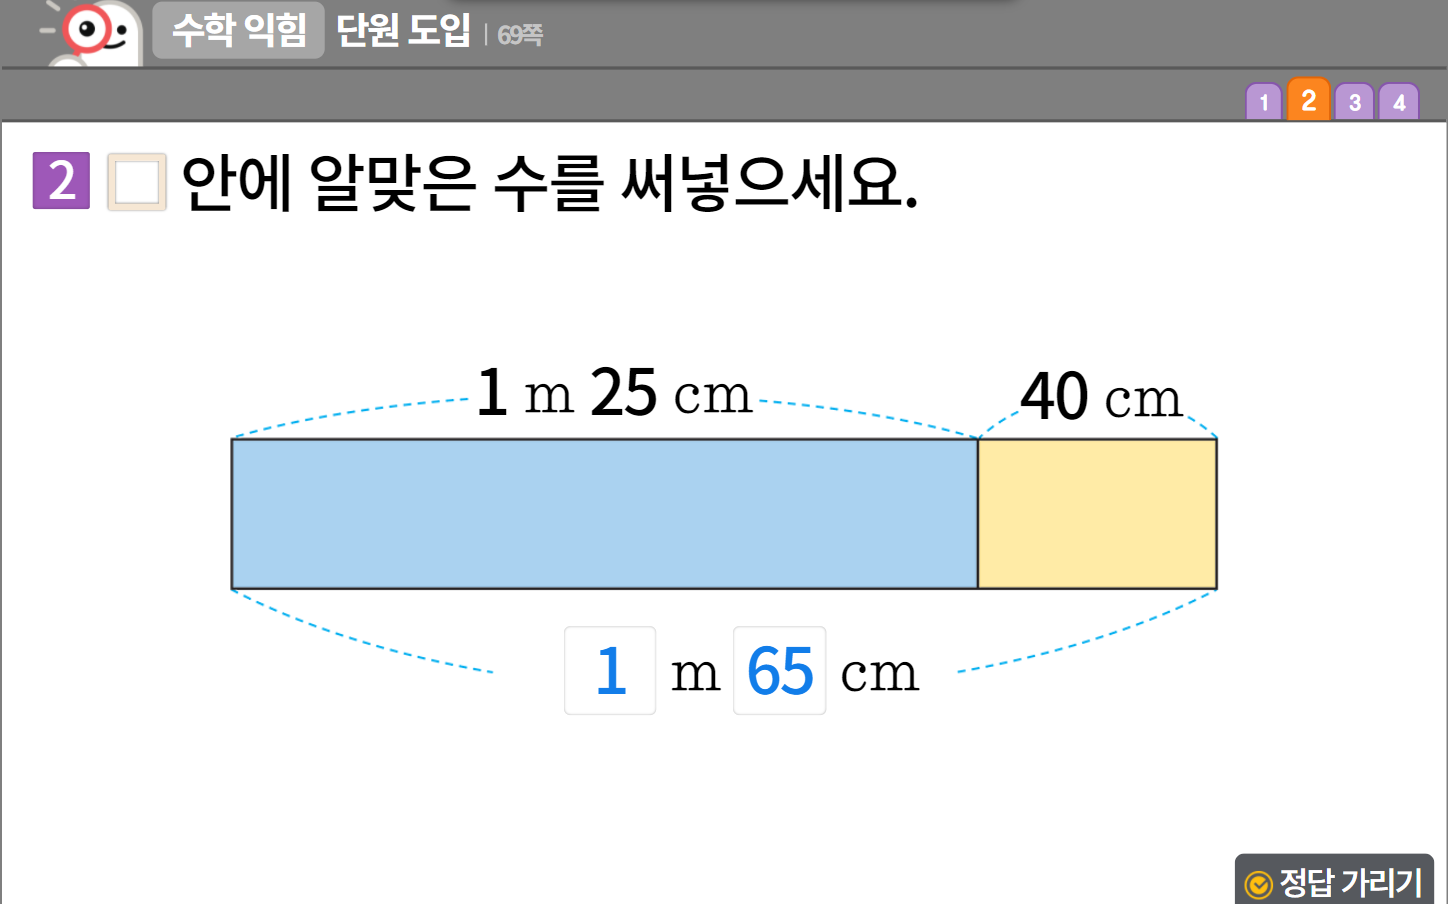 수학 익힘 단원 도입 | 69쪽
1 2 3 4
2 안에 알맞은 수를 써넣으세요.
1 m 25 cm 40 cm
1 m 65 cm
정답 가리기